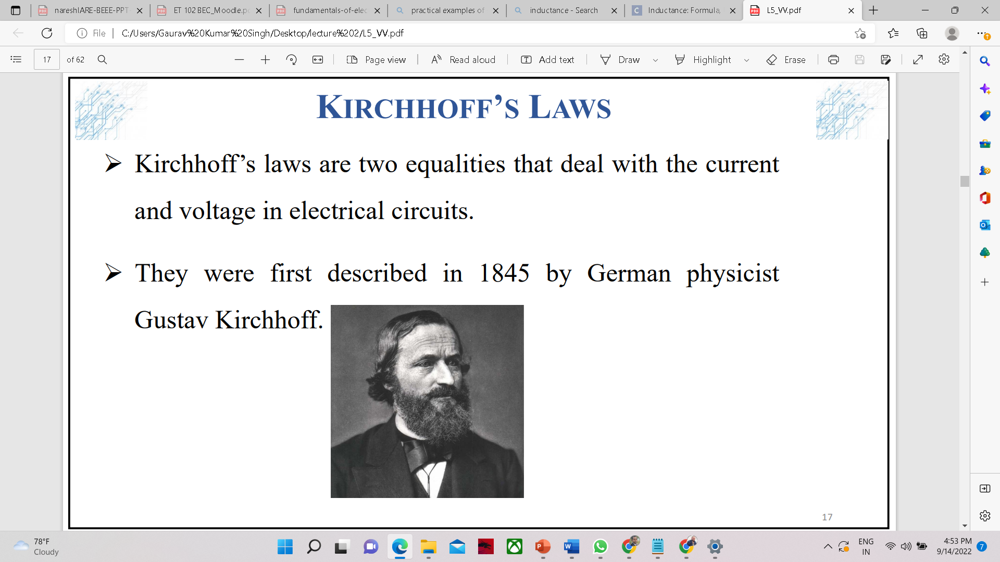 nareshIARE-BEEE-PPT
ET 102 BEC_Moodle.p
fundamentals-of-elec
practical examples of
inductance - Search
Inductance: Formula,
L5_VV.pdf
File
C:/Users/Gaurav%20Kumar%20Singh/Desktop/lecture%202/L5_VV.pdf
17 of 62
Page view
Read aloud
Add text
Draw
Highlight
Erase
KIRCHHOFF’S LAWS
Kirchhoff’s laws are two equalities that deal with the current
and voltage in electrical circuits.
They were first described in 1845 by German physicist
Gustav Kirchhoff.
17
78°F
Cloudy
ENG
IN
4:53 PM
9/14/2022
7